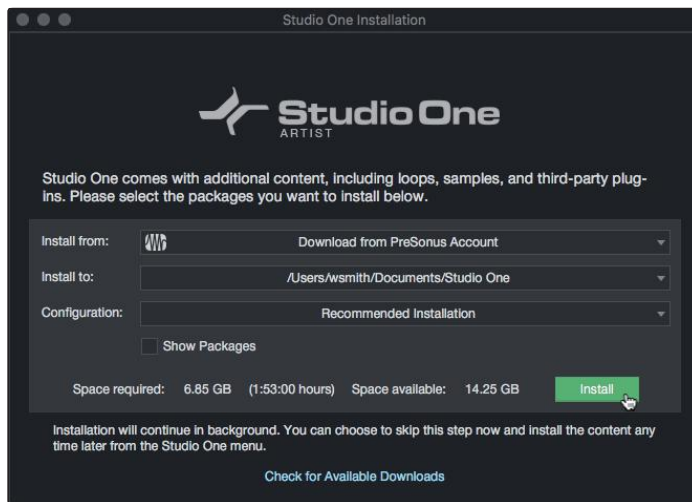 Studio One Installation
Studio One
ARTIST
Studio One comes with additional content, including loops, samples, and third-party plug-
ins. Please select the packages you want to install below.
Install from: Download from PreSonus Account
Install to: /Users/wsmith/Documents/Studio One
Configuration: Recommended Installation
Show Packages
Space required: 6.85 GB (1:53:00 hours) Space available: 14.25 GB Install
Installation will continue in background. You can choose to skip this step now and install the content any
time later from the Studio One menu.
Check for Available Downloads